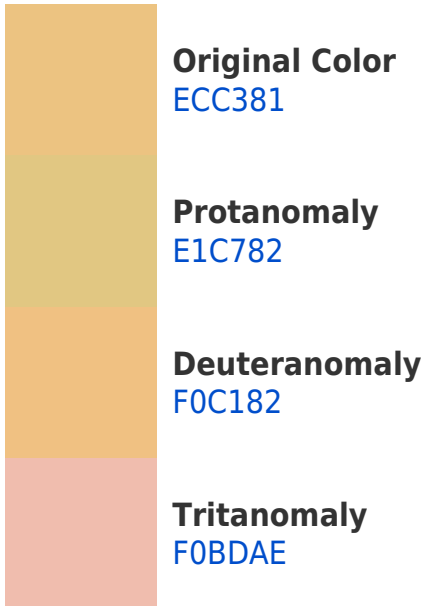 Original Color
ECC381
Protanomaly
E1C782
Deuteranomaly
F0C182
Tritanomaly
F0BDAE